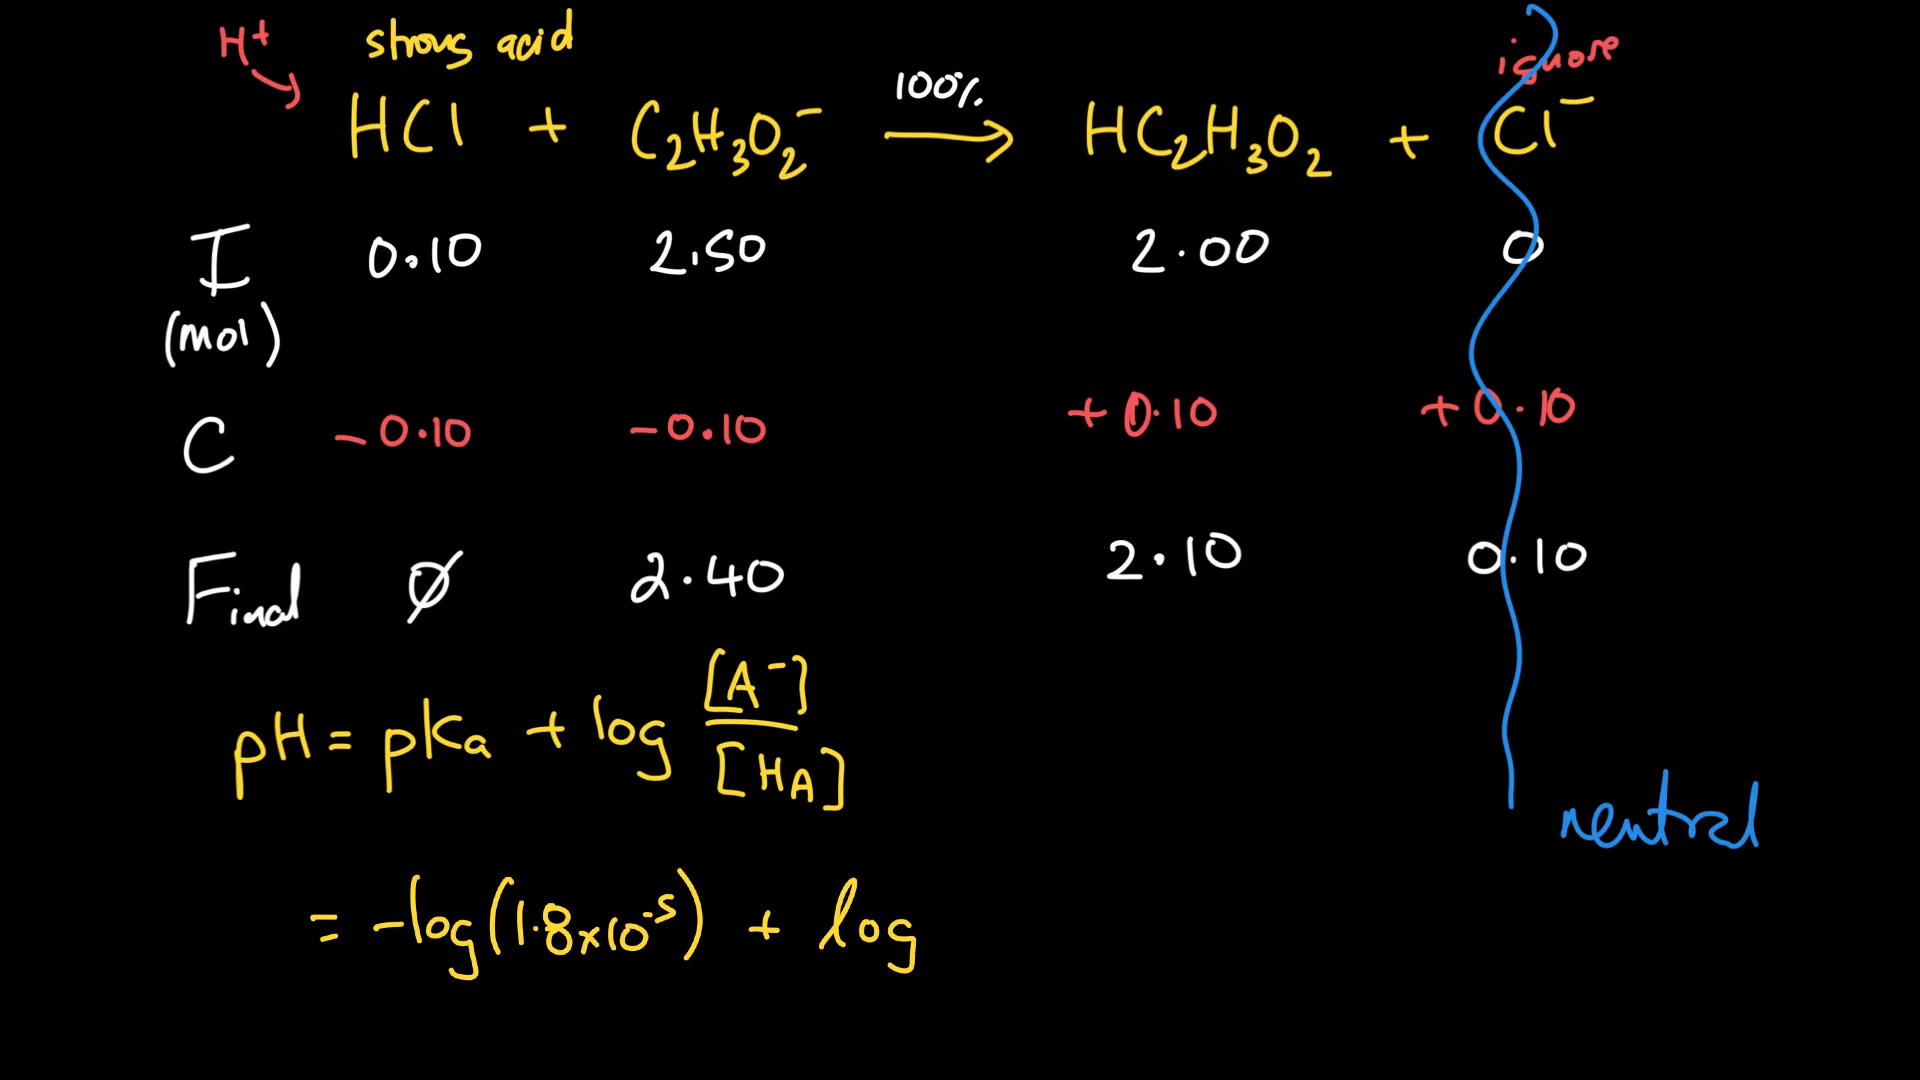 H⁺ strong acid ignore
HCl + C₂H₃O₂⁻ 100% → HC₂H₃O₂ + Cl⁻
I 0.10 2.50 2.00 0
(mol)
C -0.10 -0.10 +0.10 +0.10
Final Ø 2.40 2.10 0.10
pH = pKa + log [A⁻] / [HA]
neutral
= -log(1.8x10⁻⁵) + log